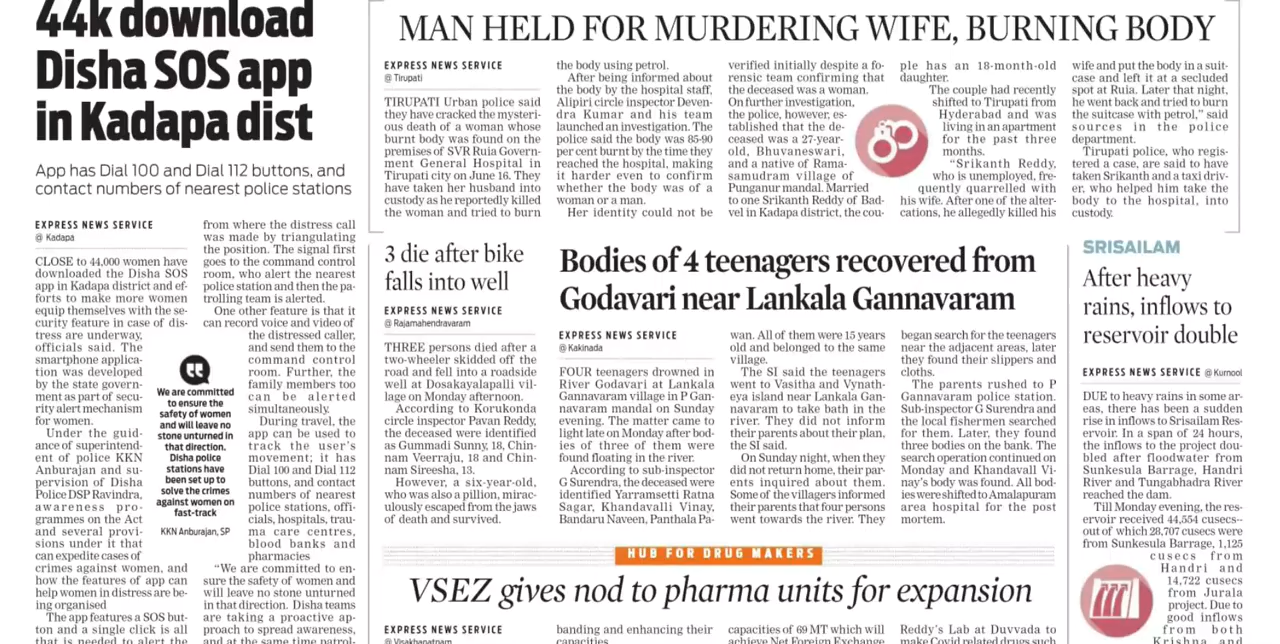 44k download
Disha SOS app
in Kadapa dist
App has Dial 100 and Dial 112 buttons, and
contact numbers of nearest police stations
EXPRESS NEWS SERVICE
@ Kadapa
CLOSE to 44,000 women have
downloaded the Disha SOS
app in Kadapa district and ef-
forts to make more women
equip themselves with the se-
curity feature in case of dis-
tress are underway,
officials said. The
smartphone applica-
tion was developed
by the state govern-
ment as part of secu-
rity alert mechanism
for women.
Under the guid-
ance of superintend-
ent of police KKN
Anburajan and su-
pervision of Disha
Police DSP Ravindra,
awareness pro-
grammes on the Act
and several provi-
sions under it that
can expedite cases of
crimes against women, and
how the features of app can
help women in distress are be-
ing organised
The app features a SOS but-
ton and a single click is all
that is needed to alert the
We are committed
to ensure the
safety of women
and will leave no
stone unturned in
that direction.
Disha police
stations have
been set up to
solve the crimes
against women on
fast-track
KKN Anburajan, SP
from where the distress call
was made by triangulating
the position. The signal first
goes to the command control
room, who alert the nearest
police station and then the pa-
trolling team is alerted.
One other feature is that it
can record voice and video of
the distressed caller,
and send them to the
command control
room. Further, the
family members too
can be alerted
simultaneously.
During travel, the
app can be used to
track the user's
movement; it has
Dial 100 and Dial 112
buttons, and contact
numbers of nearest
police stations, offi-
cials, hospitals, trau-
ma care centres,
blood banks and
pharmacies
"We are committed to en-
sure the safety of women and
will leave no stone unturned
in that direction. Disha teams
are taking a proactive ap-
proach to spread awareness,
and at the same time patrol-
MAN HELD FOR MURDERING WIFE, BURNING BODY
EXPRESS NEWS SERVICE
@ Tirupati
TIRUPATI Urban police said
they have cracked the mysteri-
ous death of a woman whose
burnt body was found on the
premises of SVR Ruia Govern-
ment General Hospital in
Tirupati city on June 16. They
have taken her husband into
custody as he reportedly killed
the woman and tried to burn
the body using petrol.
After being informed about
the body by the hospital staff,
Alipiri circle inspector Deven-
dra Kumar and his team
launched an investigation. The
police said the body was 85-90
per cent burnt by the time they
reached the hospital, making
it harder even to confirm
whether the body was of a
woman or a man.
Her identity could not be
verified initially despite a fo-
rensic team confirming that
the deceased was a woman.
On further investigation,
the police, however, es-
tablished that the de-
ceased was a 27-year-
old, Bhuvaneswari,
and a native of Rama-
samudram village of
Punganur mandal. Married
to one Srikanth Reddy of Bad-
vel in Kadapa district, the cou-
ple has an 18-month-old
daughter.
The couple had recently
shifted to Tirupati from
Hyderabad and was
living in an apartment
for the past three
months.
"Srikanth Reddy,
who is unemployed, fre-
quently quarrelled with
his wife. After one of the alter-
cations, he allegedly killed his
wife and put the body in a suit-
case and left it at a secluded
spot at Ruia. Later that night,
he went back and tried to burn
the suitcase with petrol," said
sources in the police
department.
Tirupati police, who regis-
tered a case, are said to have
taken Srikanth and a taxi driv-
er, who helped him take the
body to the hospital, into
custody.
3 die after bike
falls into well
EXPRESS NEWS SERVICE
@ Rajamahendravaram
THREE persons died after a
two-wheeler skidded off the
road and fell into a roadside
well at Dosakayalapalli vil-
lage on Monday afternoon.
According to Korukonda
circle inspector Pavan Reddy,
the deceased were identified
as Gummadi Sunny, 18, Chin-
nam Veerraju, 18 and Chin-
nam Sireesha, 13.
However, a six-year-old,
who was also a pillion, mirac-
ulously escaped from the jaws
of death and survived.
Bodies of 4 teenagers recovered from
Godavari near Lankala Gannavaram
EXPRESS NEWS SERVICE
@ Kakinada
FOUR teenagers drowned in
River Godavari at Lankala
Gannavaram village in P Gan-
navaram mandal on Sunday
evening. The matter came to
light late on Monday after bod-
ies of three of them were
found floating in the river.
According to sub-inspector
G Surendra, the deceased were
identified Yarramsetti Ratna
Sagar, Khandavalli Vinay,
Bandaru Naveen, Panthala Pa-
wan. All of them were 15 years
old and belonged to the same
village.
The SI said the teenagers
went to Vasitha and Vynath-
eya island near Lankala Gan-
navaram to take bath in the
river. They did not inform
their parents about their plan,
the SI said.
On Sunday night, when they
did not return home, their par-
ents inquired about them.
Some of the villagers informed
their parents that four persons
went towards the river. They
began search for the teenagers
near the adjacent areas, later
they found their slippers and
cloths.
The parents rushed to P
Gannavaram police station.
Sub-inspector G Surendra and
the local fishermen searched
for them. Later, they found
three bodies on the bank. The
search operation continued on
Monday and Khandavall Vi-
nay's body was found. All bod-
ies were shifted to Amalapuram
area hospital for the post
mortem.
SRISAILAM
After heavy
rains, inflows to
reservoir double
EXPRESS NEWS SERVICE @ Kurnool
DUE to heavy rains in some ar-
eas, there has been a sudden
rise in inflows to Srisailam Res-
ervoir. In a span of 24 hours,
the inflows to the project dou-
bled after floodwater from
Sunkesula Barrage, Handri
River and Tungabhadra River
reached the dam.
Till Monday evening, the res-
ervoir received 44,554 cusecs--
out of which 28,707 cusecs were
from Sunkesula Barrage, 1,125
cusecs from
Handri and
14,722 cusecs
from Jurala
project. Due to
good inflows
from both
Krishna and
HUB FOR DRUG MAKERS
VSEZ gives nod to pharma units for expansion
EXPRESS NEWS SERVICE
@ Visakhapatnam
banding and enhancing their
capacities.
capacities of 69 MT which will
achieve Net Foreign Exchange
Reddy's Lab at Duvvada to
make Covid related drugs such